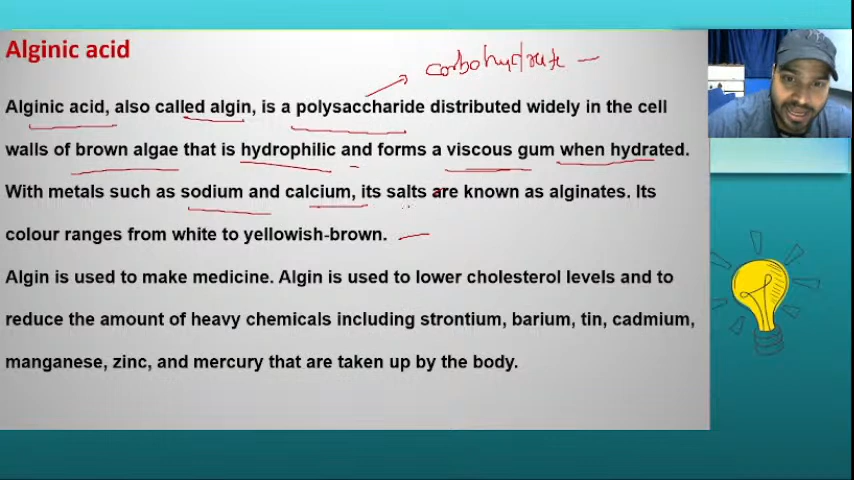 Alginic acid
carbohydrate
Alginic acid, also called algin, is a polysaccharide distributed widely in the cell
walls of brown algae that is hydrophilic and forms a viscous gum when hydrated.
With metals such as sodium and calcium, its salts are known as alginates. Its
colour ranges from white to yellowish-brown.
Algin is used to make medicine. Algin is used to lower cholesterol levels and to
reduce the amount of heavy chemicals including strontium, barium, tin, cadmium,
manganese, zinc, and mercury that are taken up by the body.